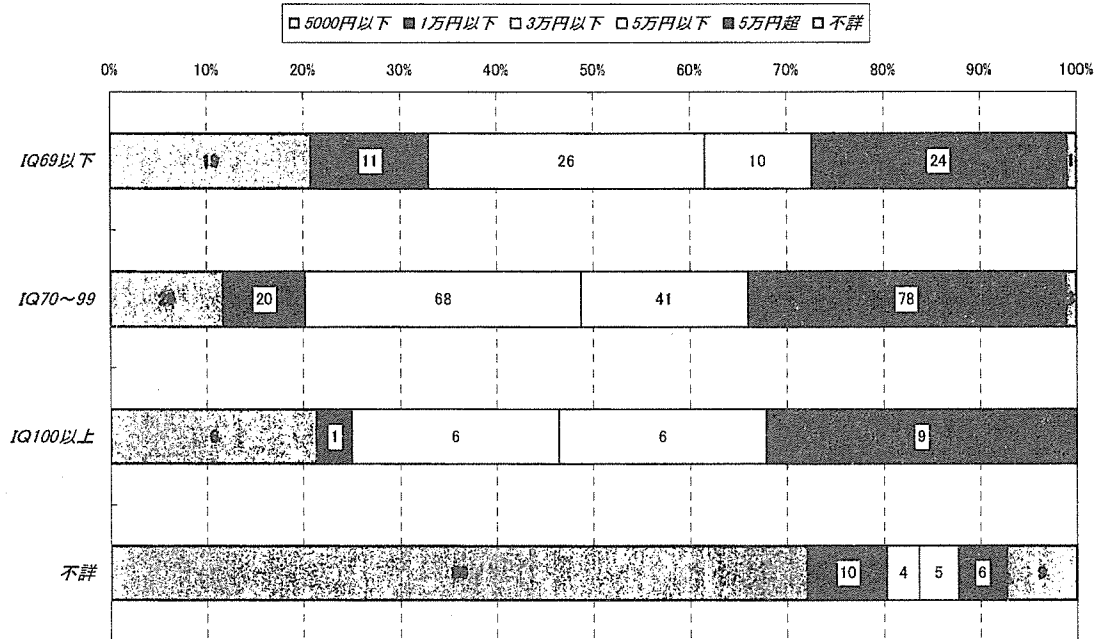 □5000円以下 ■1万円以下 □3万円以下 □5万円以下 ■5万円超 □不詳
0% 10% 20% 30% 40% 50% 60% 70% 80% 90% 100%
IQ69以下 19 11 26 10 24 1
IQ70～99 20 68 41 78
IQ100以上 6 1 6 6 9
不詳 10 4 5 6 9